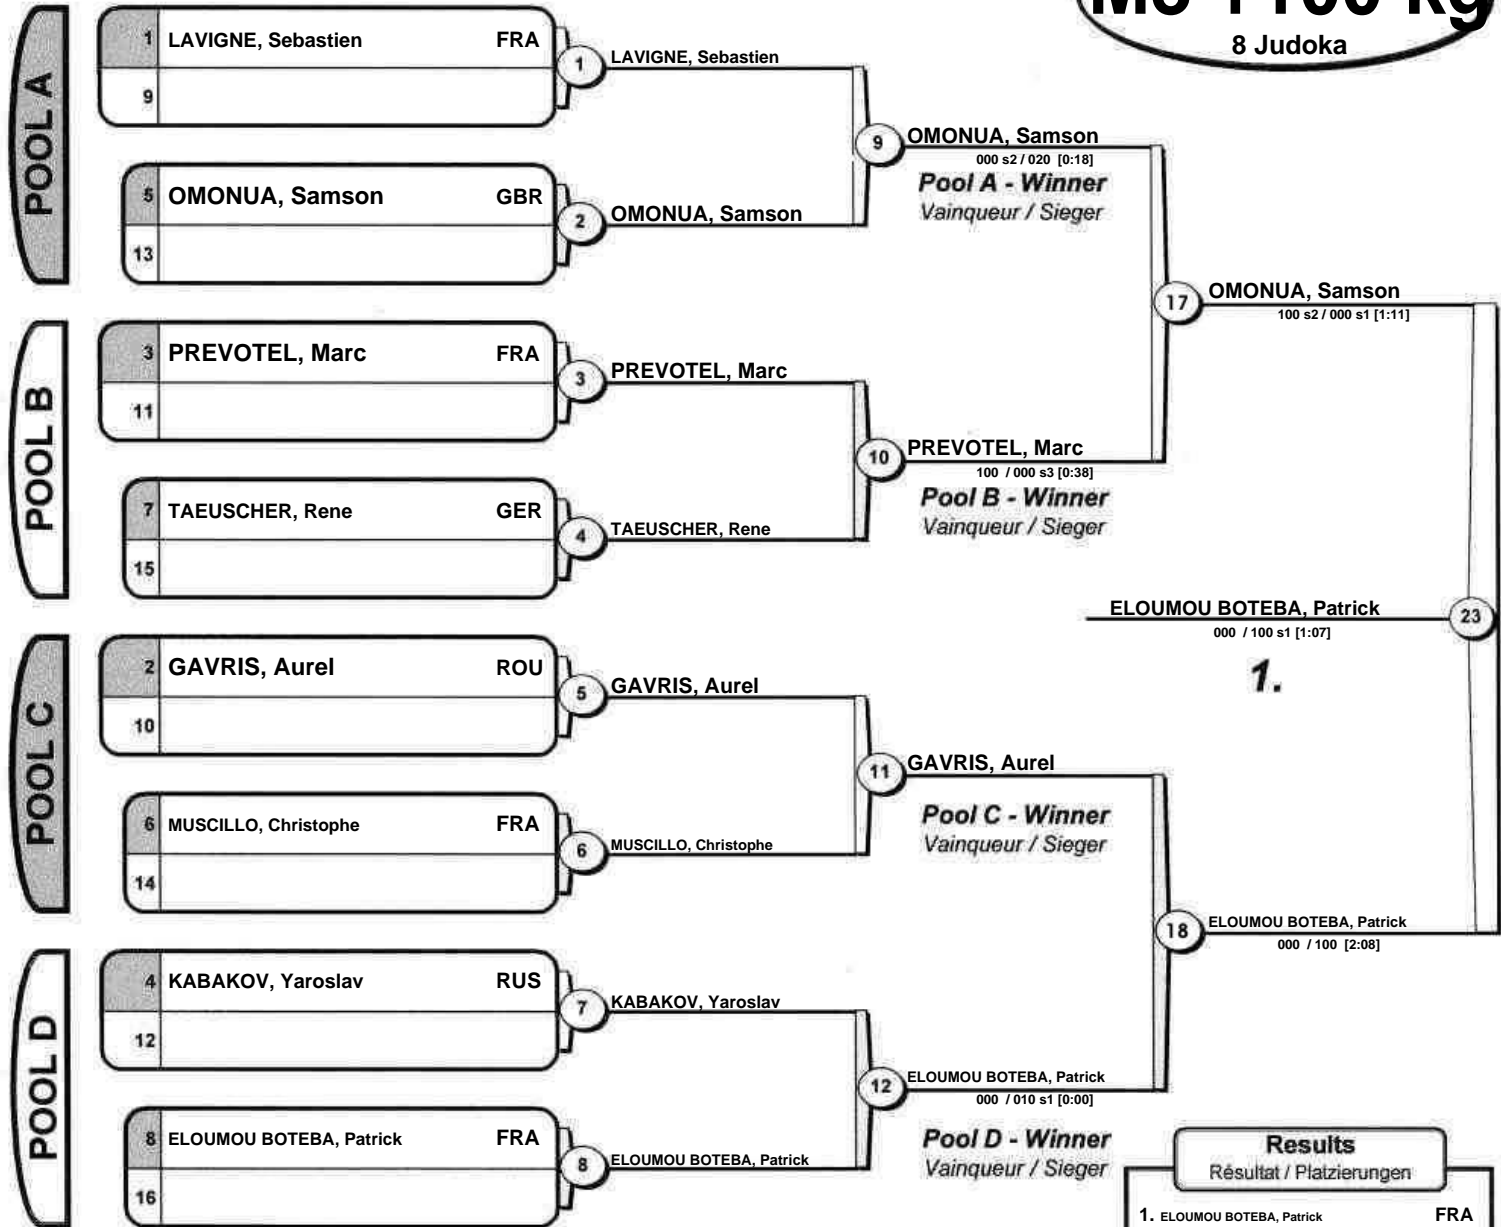 M3 +100 kg
8 Judoka
POOL A
1 LAVIGNE, Sebastien FRA
9
1 LAVIGNE, Sebastien
5 OMONUA, Samson GBR
13
2 OMONUA, Samson
9 OMONUA, Samson
000 s2 / 020 [0:18]
Pool A - Winner
Vainqueur / Sieger
POOL B
3 PREVOTEL, Marc FRA
11
3 PREVOTEL, Marc
7 TAEUSCHER, Rene GER
15
4 TAEUSCHER, Rene
10 PREVOTEL, Marc
100 / 000 s3 [0:38]
Pool B - Winner
Vainqueur / Sieger
17 OMONUA, Samson
100 s2 / 000 s1 [1:11]
ELOUMOU BOTEBA, Patrick 23
000 / 100 s1 [1:07]
1.
POOL C
2 GAVRIS, Aurel ROU
10
5 GAVRIS, Aurel
6 MUSCILLO, Christophe FRA
14
6 MUSCILLO, Christophe
11 GAVRIS, Aurel
Pool C - Winner
Vainqueur / Sieger
18 ELOUMOU BOTEBA, Patrick
000 / 100 [2:08]
POOL D
4 KABAKOV, Yaroslav RUS
12
7 KABAKOV, Yaroslav
8 ELOUMOU BOTEBA, Patrick FRA
16
8 ELOUMOU BOTEBA, Patrick
12 ELOUMOU BOTEBA, Patrick
000 / 010 s1 [0:00]
Pool D - Winner
Vainqueur / Sieger
Results
Résultat / Platzierungen
1. ELOUMOU BOTEBA, Patrick FRA